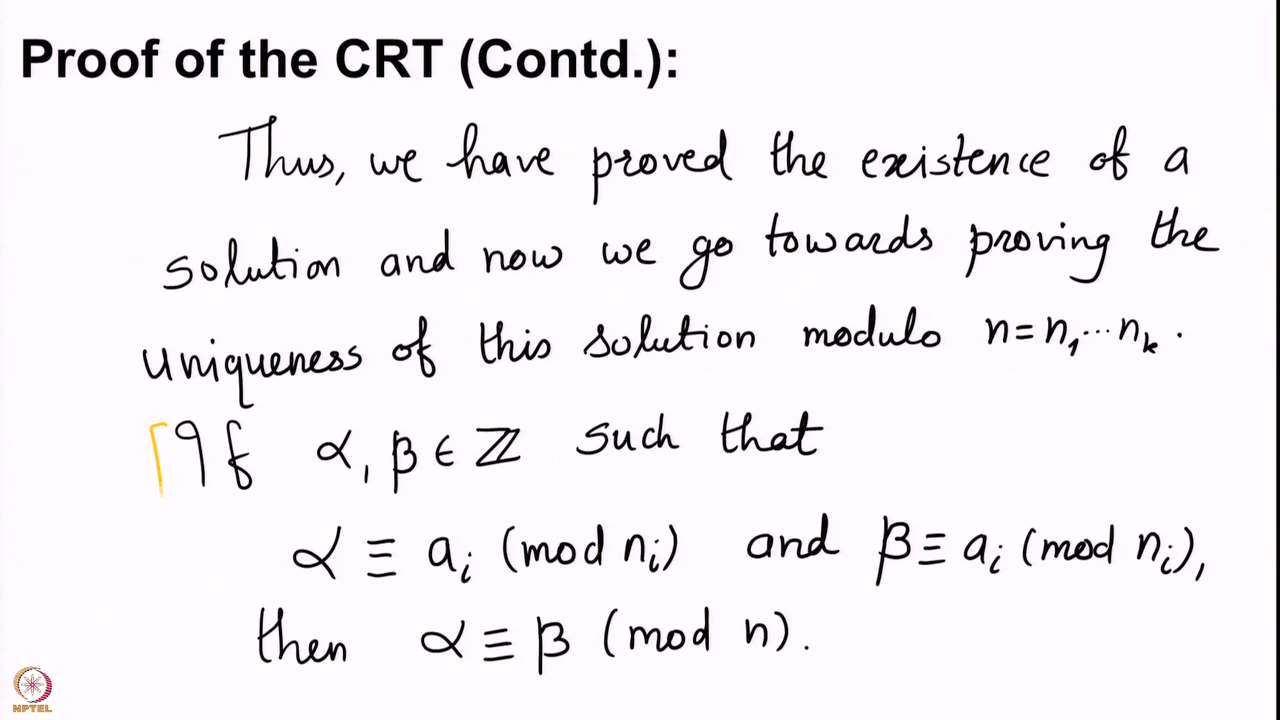 Proof of the CRT (Contd.):
Thus, we have proved the existence of a
solution and now we go towards proving the
uniqueness of this solution modulo n = n₁ ⋯ nₖ .
If α, β ∈ ℤ such that
α ≡ aᵢ (mod nᵢ) and β ≡ aᵢ (mod nᵢ),
then α ≡ β (mod n).
NPTEL